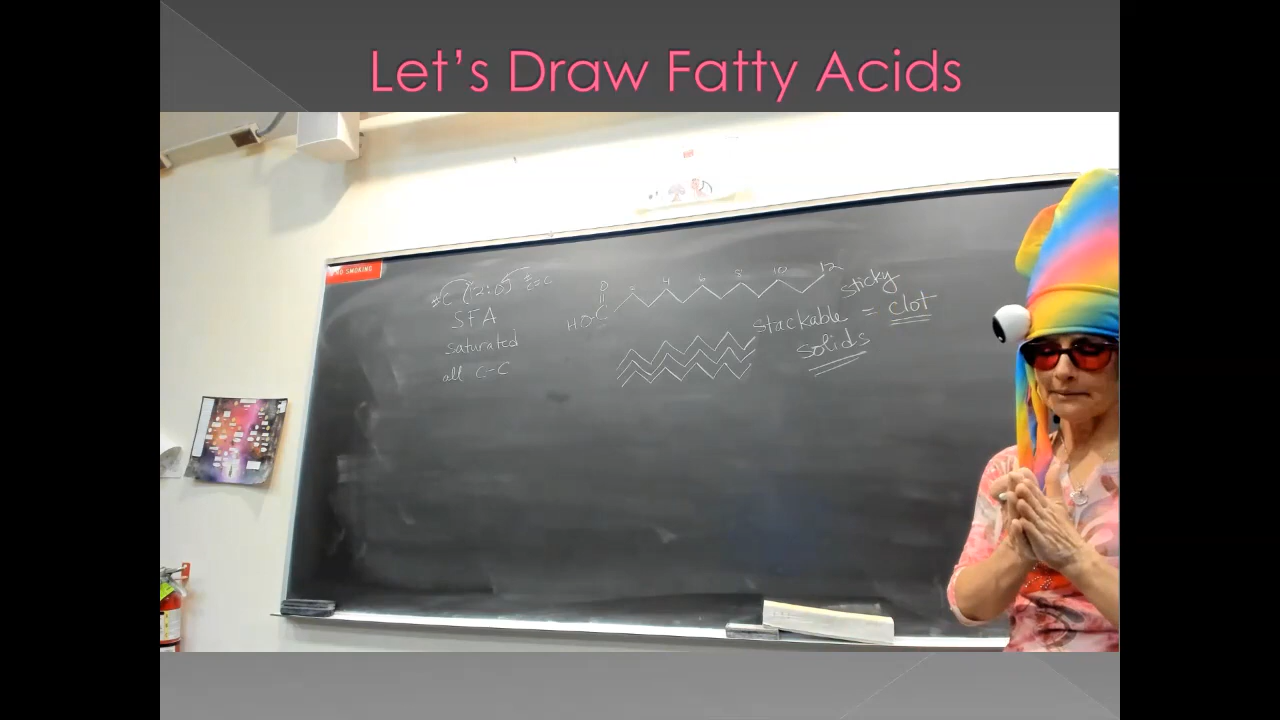 Let's Draw Fatty Acids
NO SMOKING
#C (12:0) # C=C
SFA
saturated
all C-C
O
HO-C
2 4 6 8 10 12
sticky
stackable = clot
solids